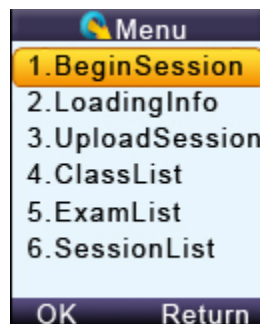 Menu
1.BeginSession
2.LoadingInfo
3.UploadSession
4.ClassList
5.ExamList
6.SessionList
OK Return